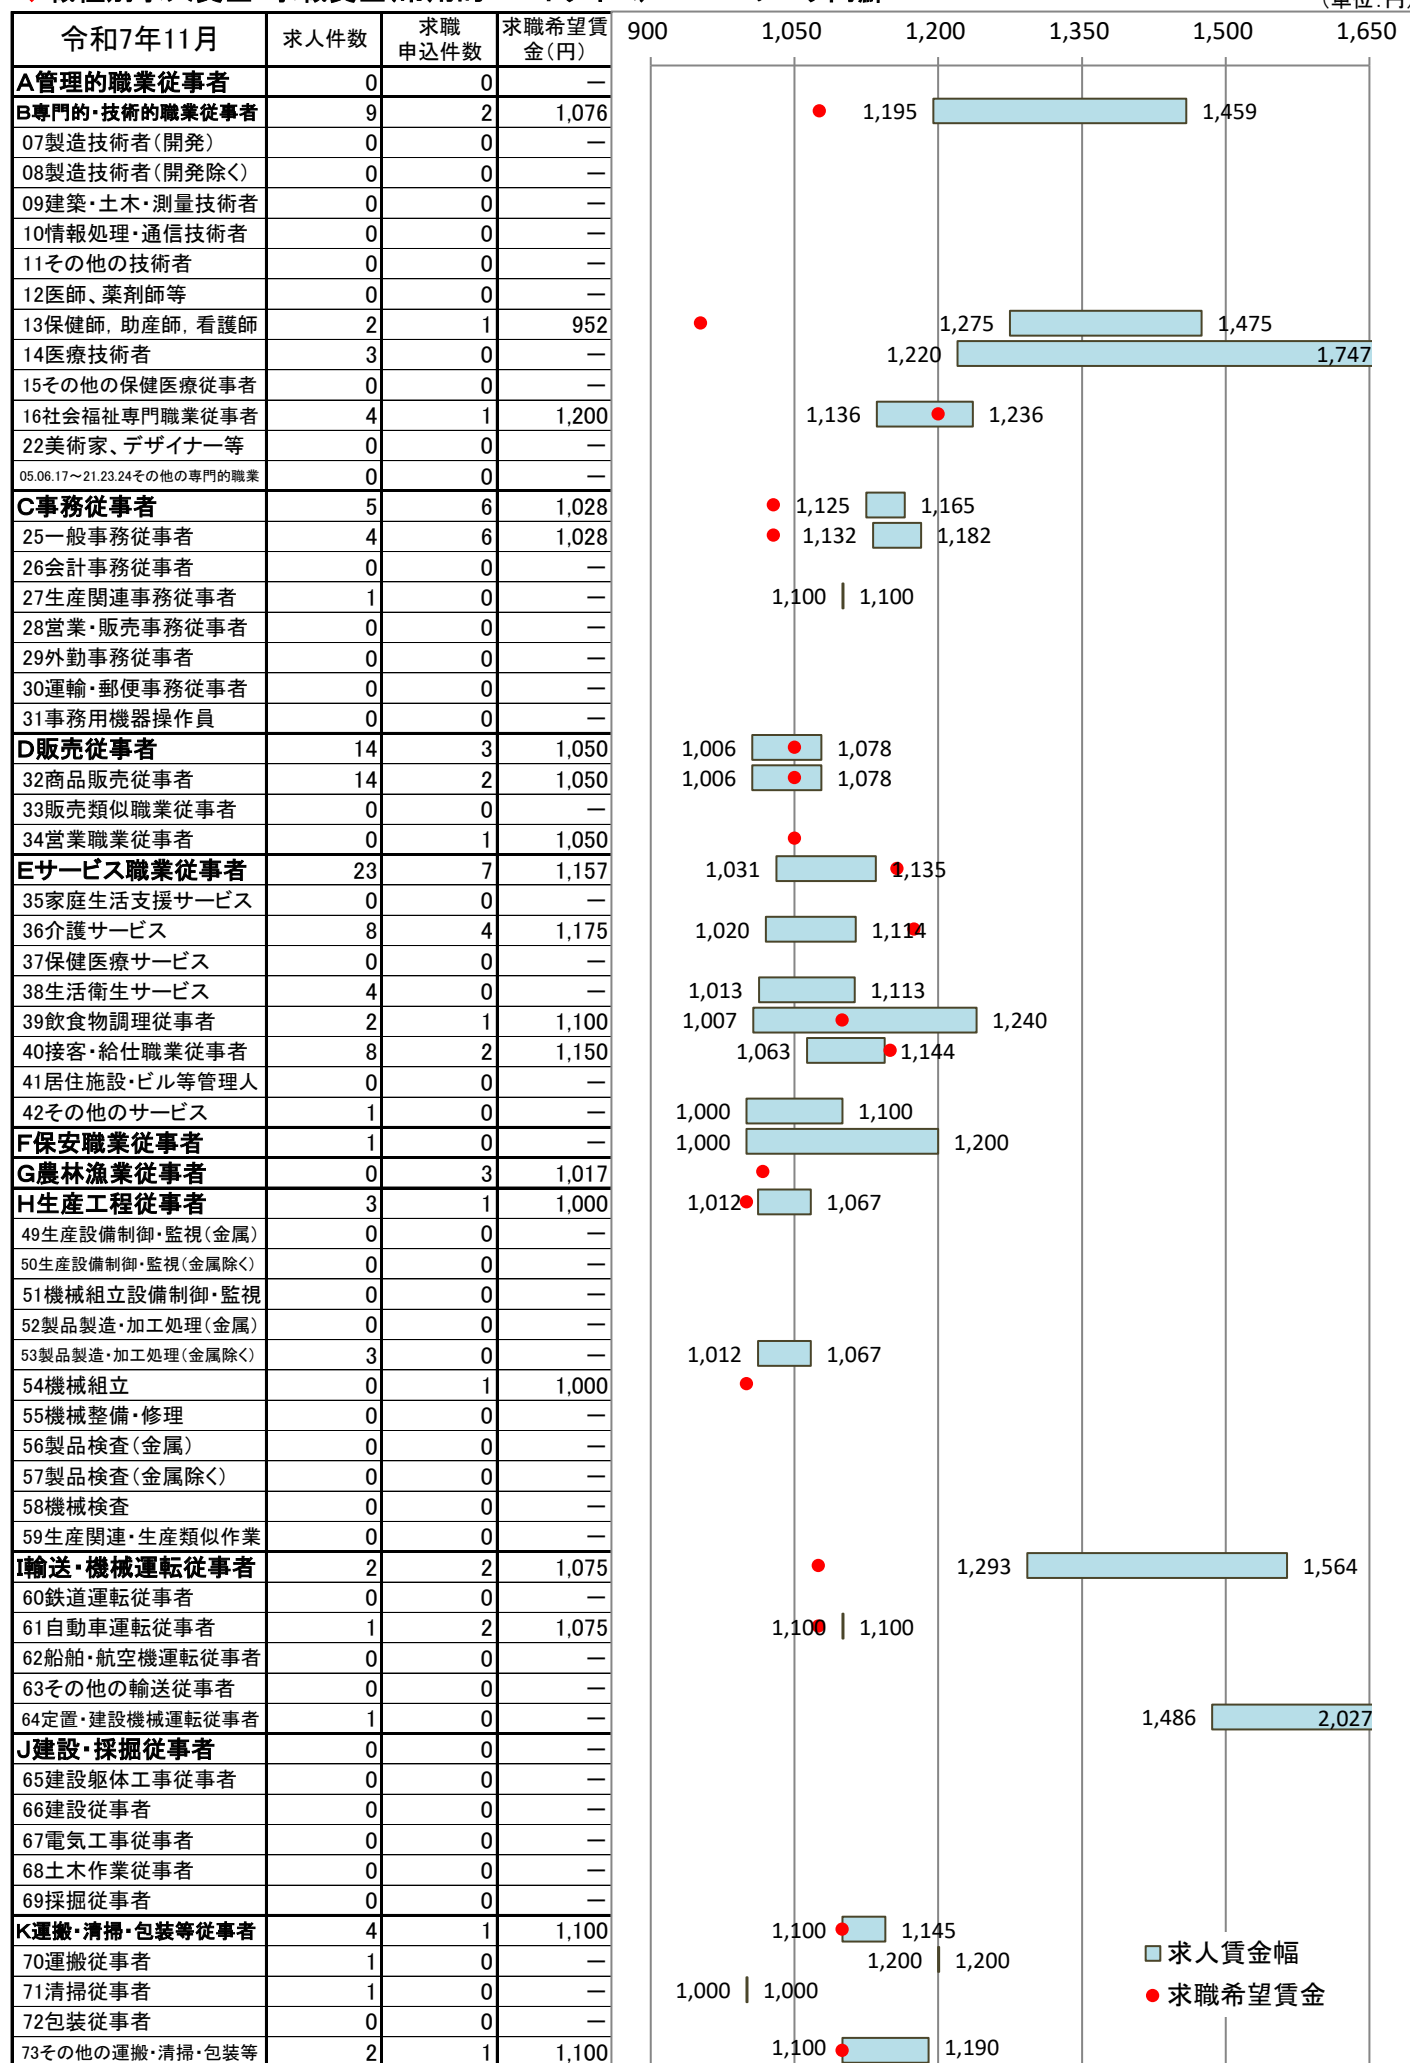 (単位:円)
令和7年11月 求人件数 求職申込件数 求職希望賃金(円) 900 1,050 1,200 1,350 1,500 1,650
A管理的職業従事者 0 0 ―
B専門的・技術的職業従事者 9 2 1,076 1,195 1,459
07製造技術者(開発) 0 0 ―
08製造技術者(開発除く) 0 0 ―
09建築・土木・測量技術者 0 0 ―
10情報処理・通信技術者 0 0 ―
11その他の技術者 0 0 ―
12医師、薬剤師等 0 0 ―
13保健師, 助産師, 看護師 2 1 952 1,275 1,475
14医療技術者 3 0 ― 1,220 1,747
15その他の保健医療従事者 0 0 ―
16社会福祉専門職業従事者 4 1 1,200 1,136 1,236
22美術家、デザイナー等 0 0 ―
05.06.17~21.23.24その他の専門的職業 0 0 ―
C事務従事者 5 6 1,028 1,125 1,165
25一般事務従事者 4 6 1,028 1,132 1,182
26会計事務従事者 0 0 ―
27生産関連事務従事者 1 0 ― 1,100 1,100
28営業・販売事務従事者 0 0 ―
29外勤事務従事者 0 0 ―
30運輸・郵便事務従事者 0 0 ―
31事務用機器操作員 0 0 ―
D販売従事者 14 3 1,050 1,006 1,078
32商品販売従事者 14 2 1,050 1,006 1,078
33販売類似職業従事者 0 0 ―
34営業職業従事者 0 1 1,050
Eサービス職業従事者 23 7 1,157 1,031 1,135
35家庭生活支援サービス 0 0 ―
36介護サービス 8 4 1,175 1,020 1,114
37保健医療サービス 0 0 ―
38生活衛生サービス 4 0 ― 1,013 1,113
39飲食物調理従事者 2 1 1,100 1,007 1,240
40接客・給仕職業従事者 8 2 1,150 1,063 1,144
41居住施設・ビル等管理人 0 0 ―
42その他のサービス 1 0 ― 1,000 1,100
F保安職業従事者 1 0 ― 1,000 1,200
G農林漁業従事者 0 3 1,017
H生産工程従事者 3 1 1,000 1,012 1,067
49生産設備制御・監視(金属) 0 0 ―
50生産設備制御・監視(金属除く) 0 0 ―
51機械組立設備制御・監視 0 0 ―
52製品製造・加工処理(金属) 0 0 ―
53製品製造・加工処理(金属除く) 3 0 ― 1,012 1,067
54機械組立 0 1 1,000
55機械整備・修理 0 0 ―
56製品検査(金属) 0 0 ―
57製品検査(金属除く) 0 0 ―
58機械検査 0 0 ―
59生産関連・生産類似作業 0 0 ―
I輸送・機械運転従事者 2 2 1,075 1,293 1,564
60鉄道運転従事者 0 0 ―
61自動車運転従事者 1 2 1,075 1,100 1,100
62船舶・航空機運転従事者 0 0 ―
63その他の輸送従事者 0 0 ―
64定置・建設機械運転従事者 1 0 ― 1,486 2,027
J建設・採掘従事者 0 0 ―
65建設躯体工事従事者 0 0 ―
66建設従事者 0 0 ―
67電気工事従事者 0 0 ―
68土木作業従事者 0 0 ―
69採掘従事者 0 0 ―
K運搬・清掃・包装等従事者 4 1 1,100 1,100 1,145
70運搬従事者 1 0 ― 1,200 1,200
求人賃金幅
71清掃従事者 1 0 ― 1,000 1,000
求職希望賃金
72包装従事者 0 0 ―
73その他の運搬・清掃・包装等 2 1 1,100 1,100 1,190